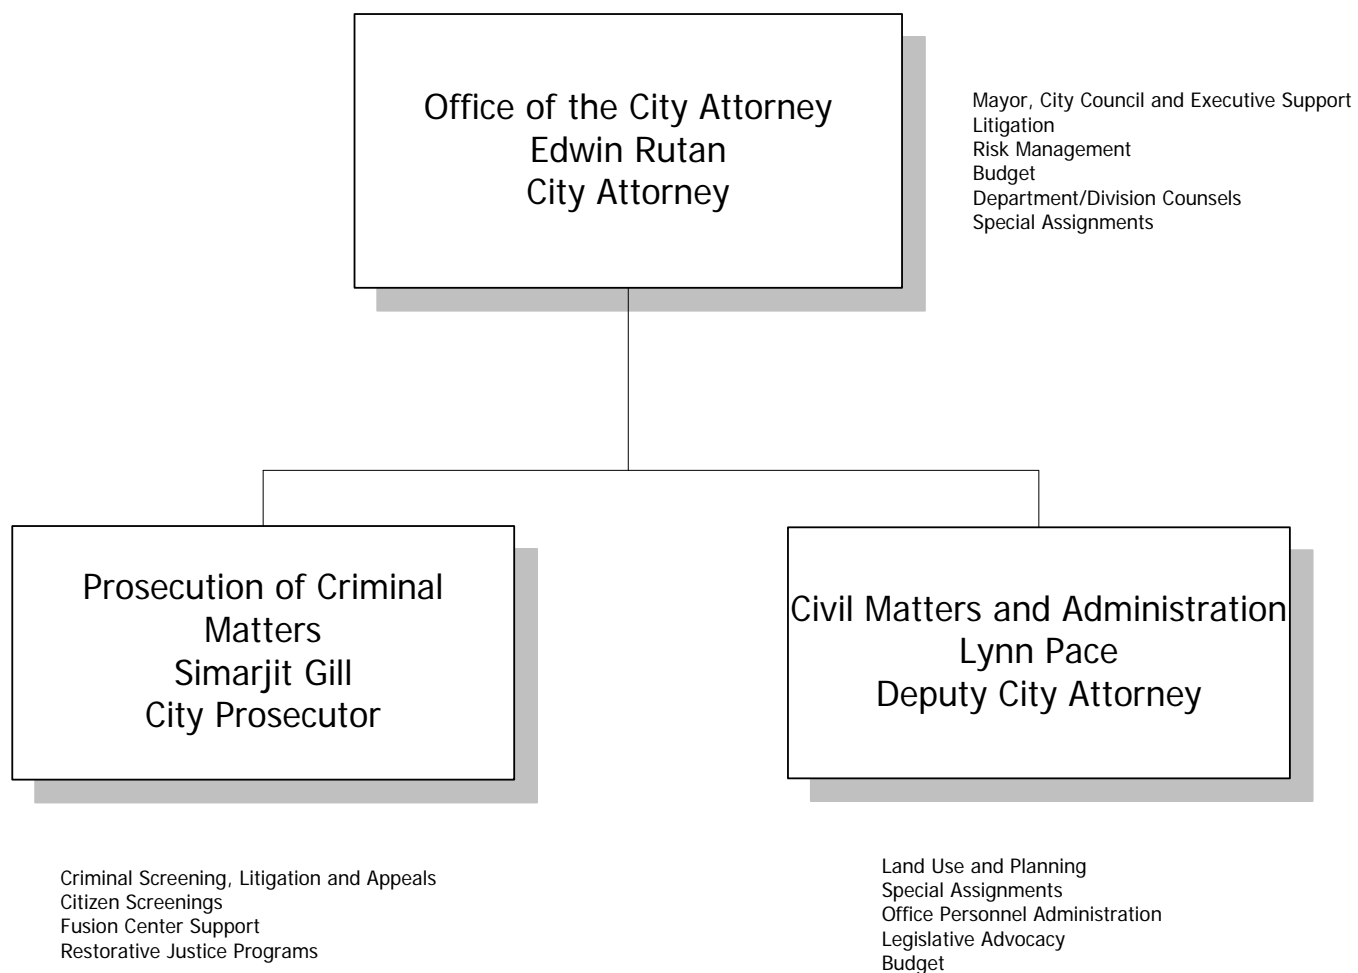 Office of the City Attorney
Edwin Rutan
City Attorney
Mayor, City Council and Executive Support
Litigation
Risk Management
Budget
Department/Division Counsels
Special Assignments
Prosecution of Criminal
Matters
Simarjit Gill
City Prosecutor
Civil Matters and Administration
Lynn Pace
Deputy City Attorney
Criminal Screening, Litigation and Appeals
Citizen Screenings
Fusion Center Support
Restorative Justice Programs
Land Use and Planning
Special Assignments
Office Personnel Administration
Legislative Advocacy
Budget